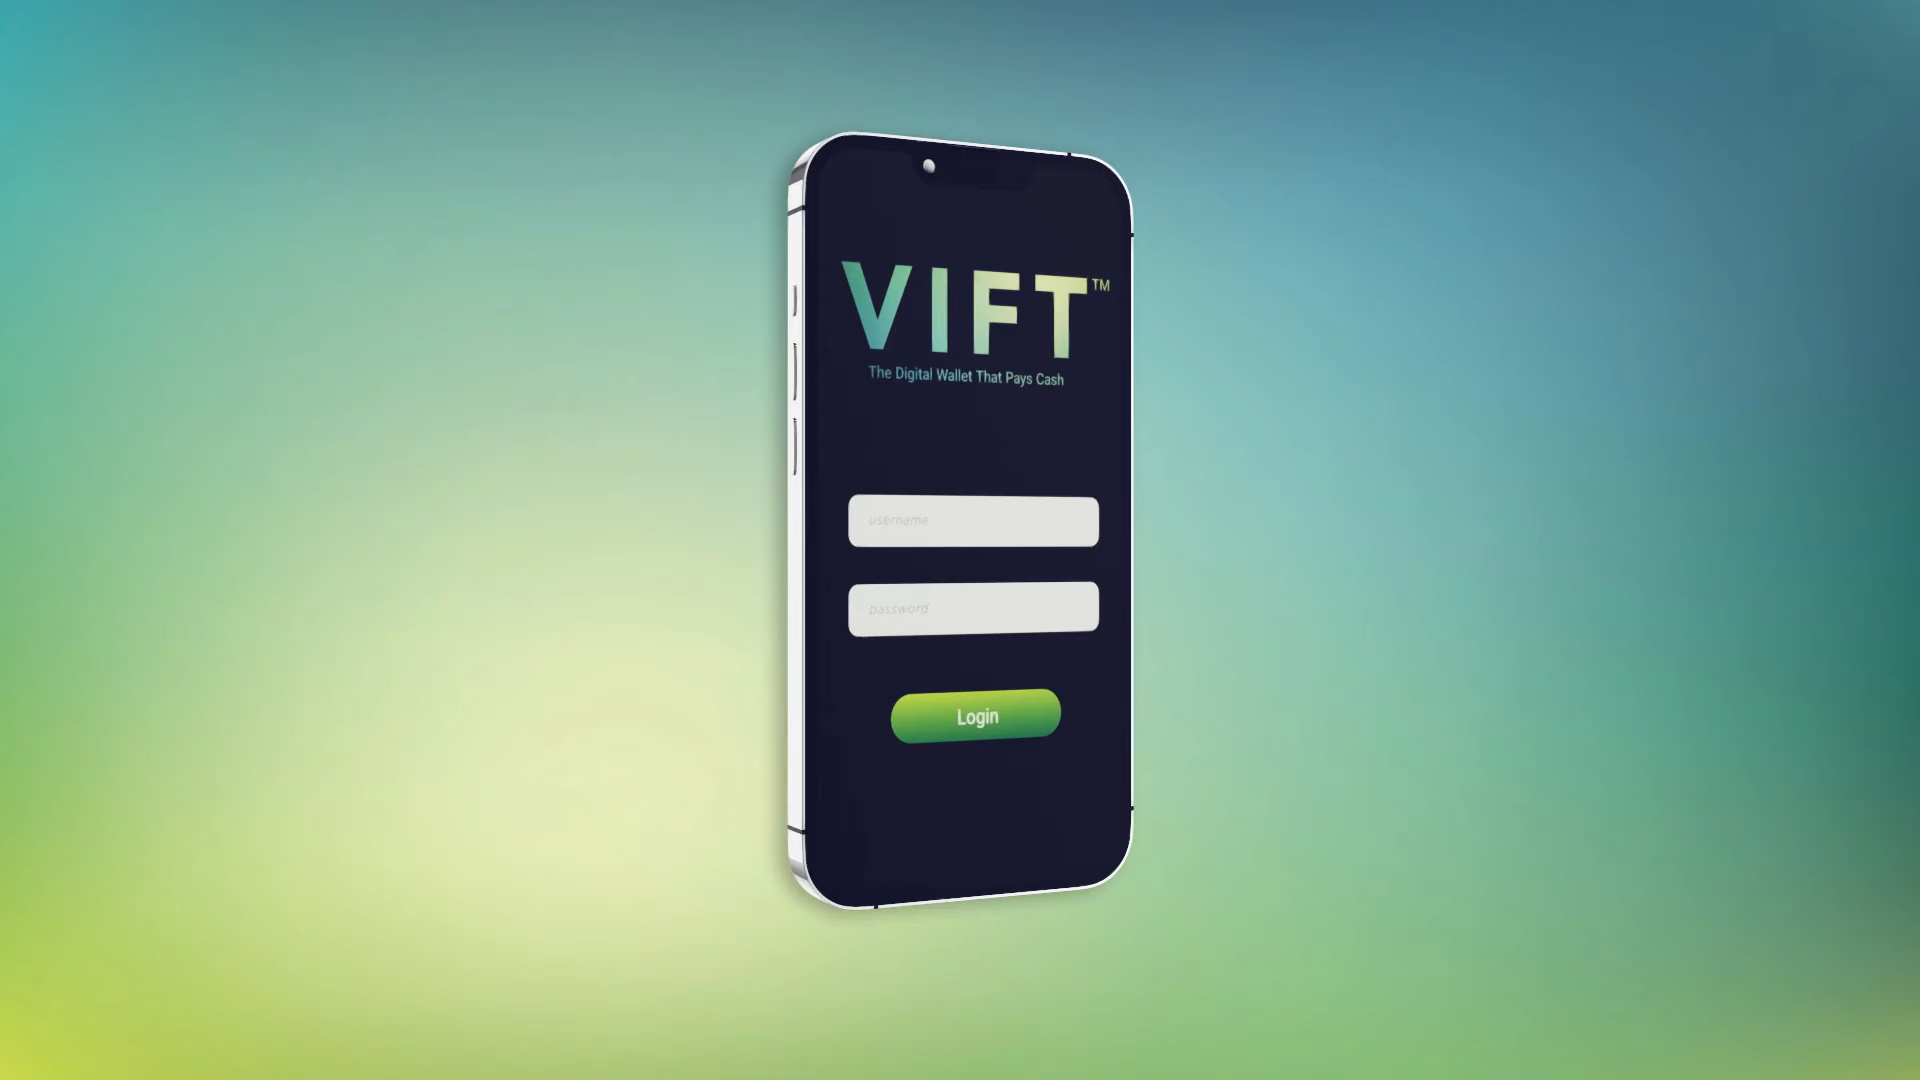 VIFT™
The Digital Wallet That Pays Cash
username
password
Login